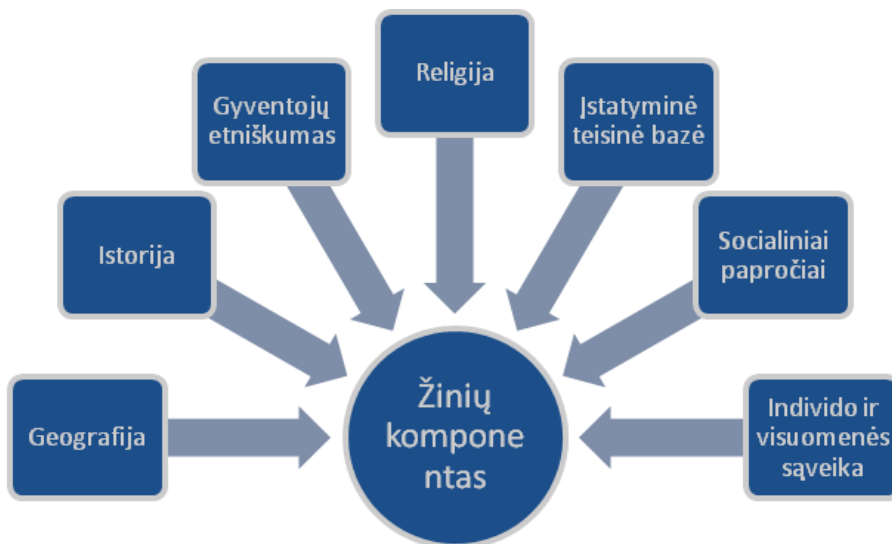 Religija
Gyventojų
etniškumas
Įstatyminė
teisinė bazė
Istorija
Socialiniai
papročiai
Geografija
Žinių
kompone
ntas
Individo ir
visuomenės
sąveika